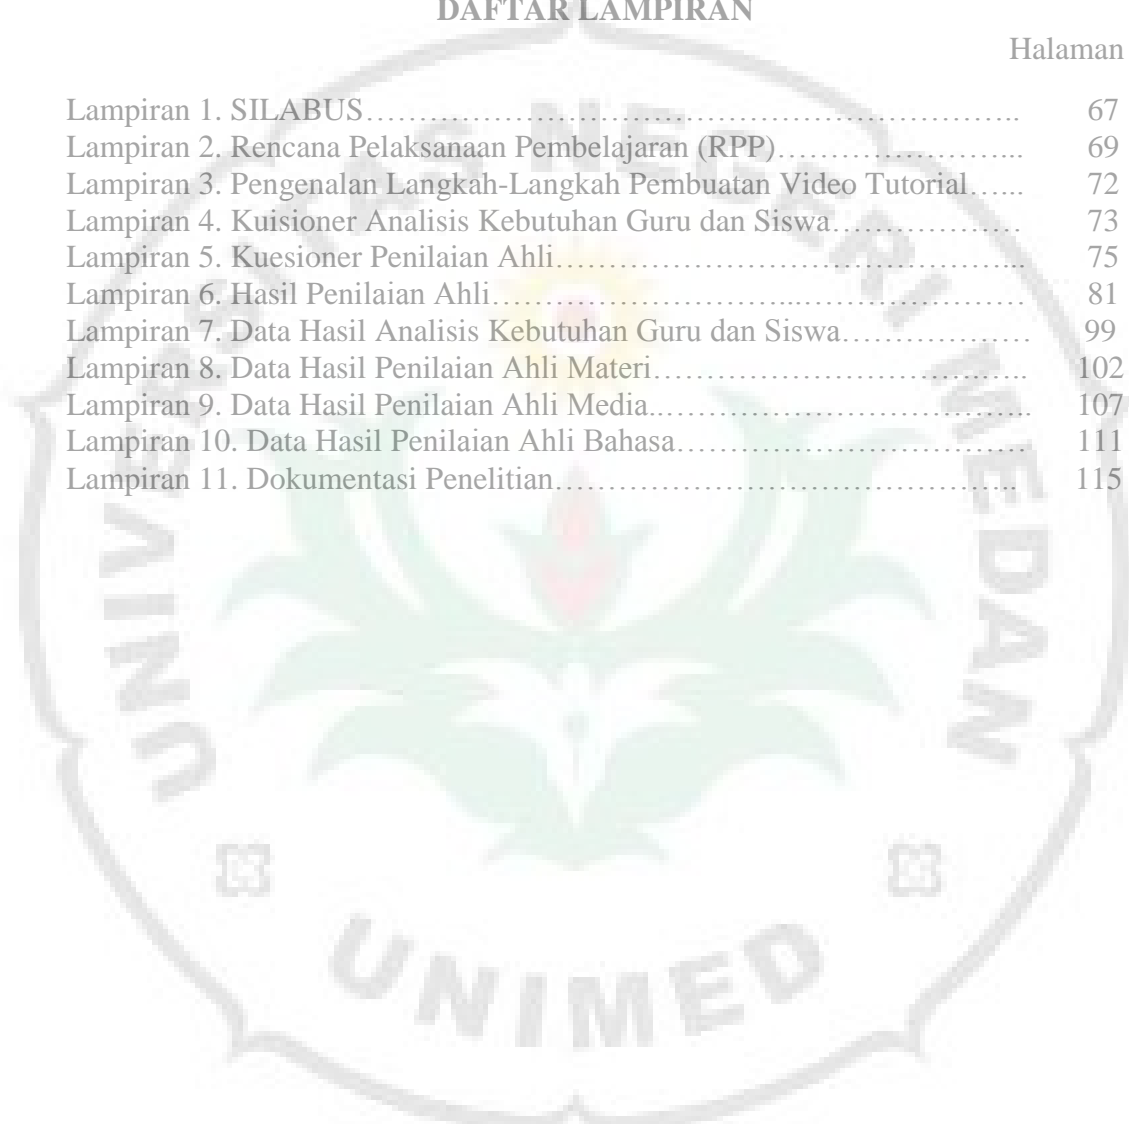 DAFTAR LAMPIRAN
Halaman
Lampiran 1. SILABUS…………………………………………………….. 67
Lampiran 2. Rencana Pelaksanaan Pembelajaran (RPP)…………………... 69
Lampiran 3. Pengenalan Langkah-Langkah Pembuatan Video Tutorial…... 72
Lampiran 4. Kuisioner Analisis Kebutuhan Guru dan Siswa……………… 73
Lampiran 5. Kuesioner Penilaian Ahli……………………………………... 75
Lampiran 6. Hasil Penilaian Ahli……………………...…………………… 81
Lampiran 7. Data Hasil Analisis Kebutuhan Guru dan Siswa……………… 99
Lampiran 8. Data Hasil Penilaian Ahli Materi…………………………….. 102
Lampiran 9. Data Hasil Penilaian Ahli Media...…………………………... 107
Lampiran 10. Data Hasil Penilaian Ahli Bahasa…………………………… 111
Lampiran 11. Dokumentasi Penelitian…………………………………….. 115
UNIVERSITAS NEGERI MEDAN
UNIMED